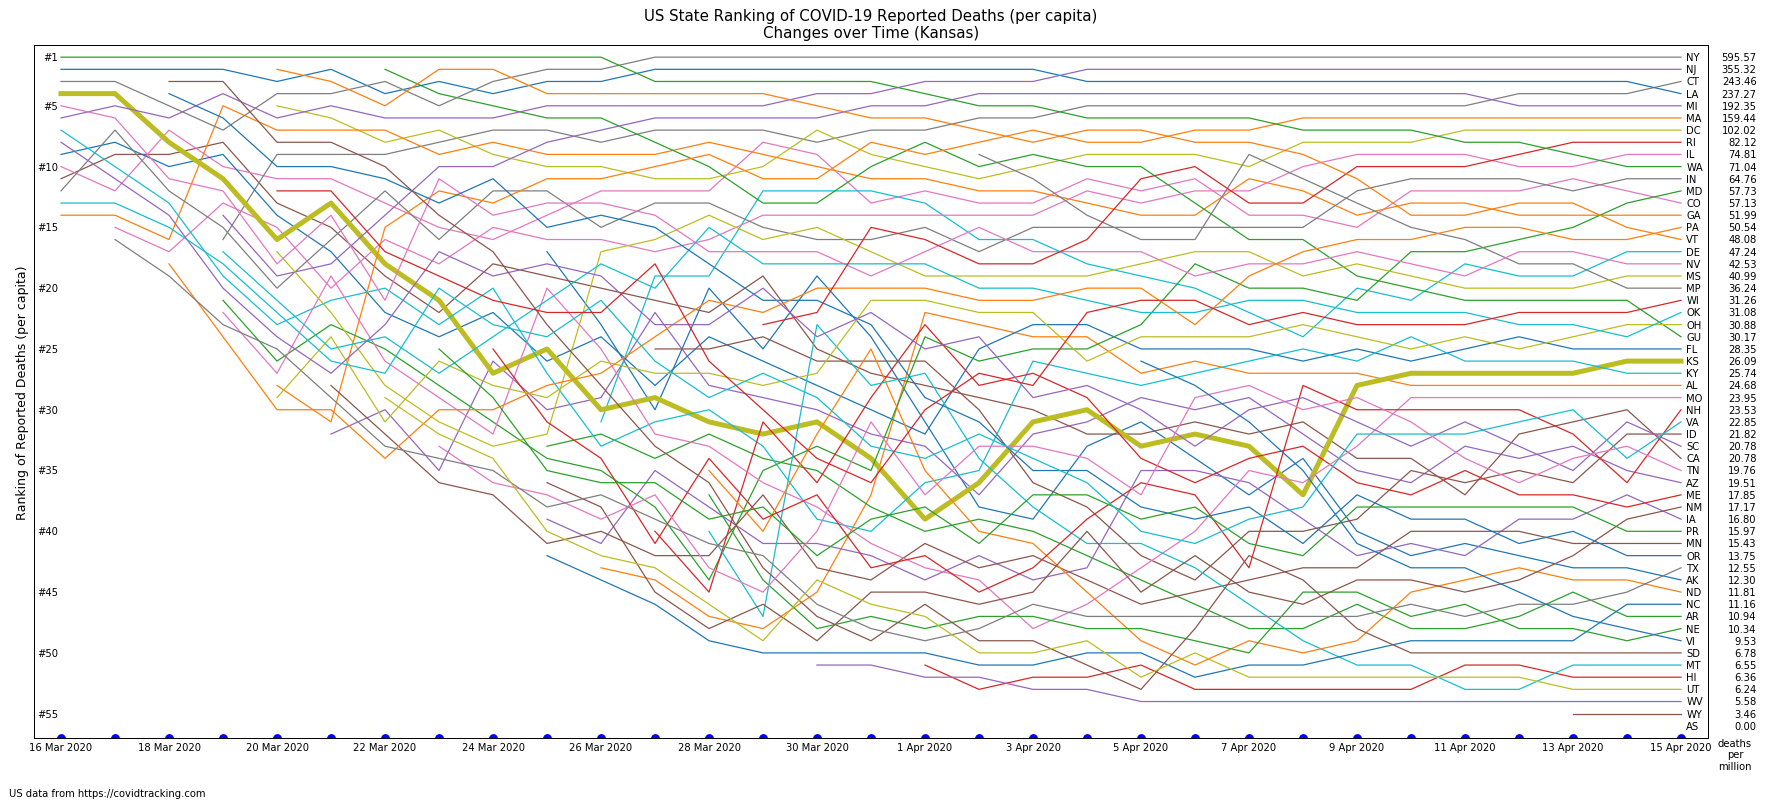 US State Ranking of COVID-19 Reported Deaths (per capita)
Changes over Time (Kansas)
Ranking of Reported Deaths (per capita)
#1
#5
#10
#15
#20
#25
#30
#35
#40
#45
#50
#55
NY 595.57
NJ 355.32
CT 243.46
LA 237.27
MI 192.35
MA 159.44
DC 102.02
RI 82.12
IL 74.81
WA 71.04
IN 64.76
MD 57.73
CO 57.13
GA 51.99
PA 50.54
VT 48.08
DE 47.24
NV 42.53
MS 40.99
MP 36.24
WI 31.26
OK 31.08
OH 30.88
GU 30.17
FL 28.35
KS 26.09
KY 25.74
AL 24.68
MO 23.95
NH 23.53
VA 22.85
ID 21.82
SC 20.78
CA 20.78
TN 19.76
AZ 19.51
ME 17.85
NM 17.17
IA 16.80
PR 15.97
MN 15.43
OR 13.75
TX 12.55
AK 12.30
ND 11.81
NC 11.16
AR 10.94
NE 10.34
VI 9.53
SD 6.78
MT 6.55
HI 6.36
UT 6.24
WV 5.58
WY 3.46
AS 0.00
16 Mar 2020 18 Mar 2020 20 Mar 2020 22 Mar 2020 24 Mar 2020 26 Mar 2020 28 Mar 2020 30 Mar 2020 1 Apr 2020 3 Apr 2020 5 Apr 2020 7 Apr 2020 9 Apr 2020 11 Apr 2020 13 Apr 2020 15 Apr 2020
deaths
per
million
US data from https://covidtracking.com